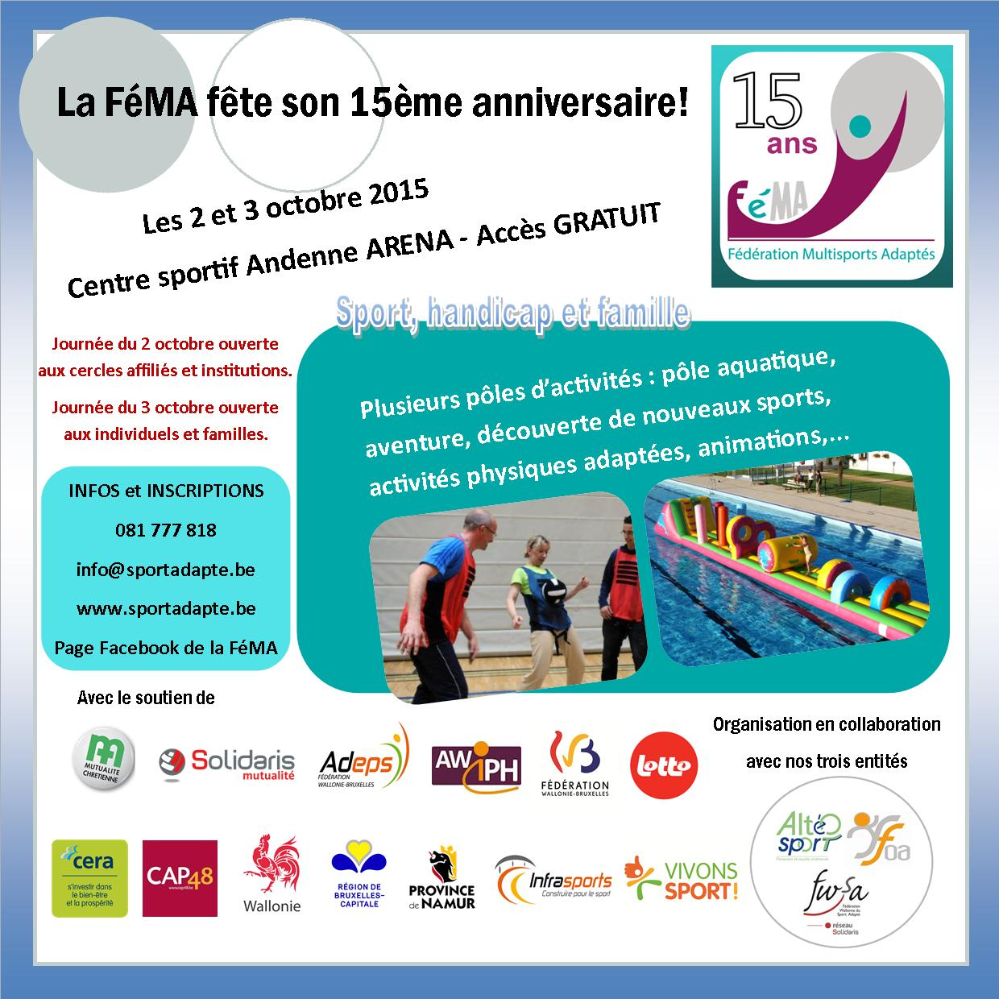 La FéMA fête son 15ème anniversaire!
15
ans
FéMA
Fédération Multisports Adaptés
Les 2 et 3 octobre 2015
Centre sportif Andenne ARENA - Accès GRATUIT
Sport, handicap et famille
Journée du 2 octobre ouverte
aux cercles affiliés et institutions.
Journée du 3 octobre ouverte
aux individuels et familles.
Plusieurs pôles d'activités : pôle aquatique,
aventure, découverte de nouveaux sports,
activités physiques adaptées, animations,...
INFOS et INSCRIPTIONS
081 777 818
info@sportadapte.be
www.sportadapte.be
Page Facebook de la FéMA
Avec le soutien de
MUTUALITE
CHRETIENNE
Solidaris
mutualité
Adeps
FÉDÉRATION
WALLONIE-BRUXELLES
AWIPH
FÉDÉRATION
WALLONIE-BRUXELLES
Lotto
cera
s'investir dans
le bien-être
et la prospérité
CAP48
www.cap48.be
Wallonie
RÉGION DE
BRUXELLES-
CAPITALE
PROVINCE
de NAMUR
Infrasports
Construire pour le sport
VIVONS
SPORT!
Organisation en collaboration
avec nos trois entités
Altéo
sport
foa
fwsa
Fédération
Wallonne du
Sport Adapté
réseau
Solidaris